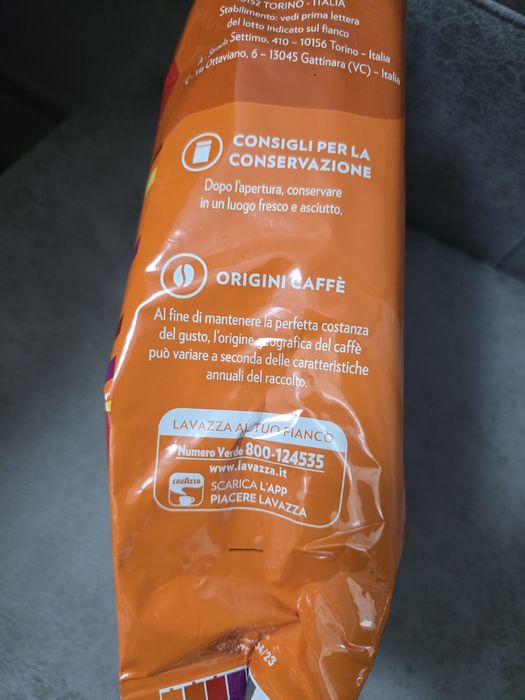 TORINO - ITALIA
Stabilimento: vedi prima lettera
del lotto indicato sul fianco
A - Strada Settimo, 410 - 10156 Torino - Italia
Ottaviano, 6 - 13045 Gattinara (VC) - Italia
CONSIGLI PER LA
CONSERVAZIONE
Dopo l'apertura, conservare
in un luogo fresco e asciutto.
ORIGINI CAFFÈ
Al fine di mantenere la perfetta costanza
del gusto, l'origine geografica del caffè
può variare a seconda delle caratteristiche
annuali del raccolto.
LAVAZZA AL TUO FIANCO
Numero Verde 800-124535
www.lavazza.it
LAVAZZA
SCARICA L'APP
PIACERE LAVAZZA